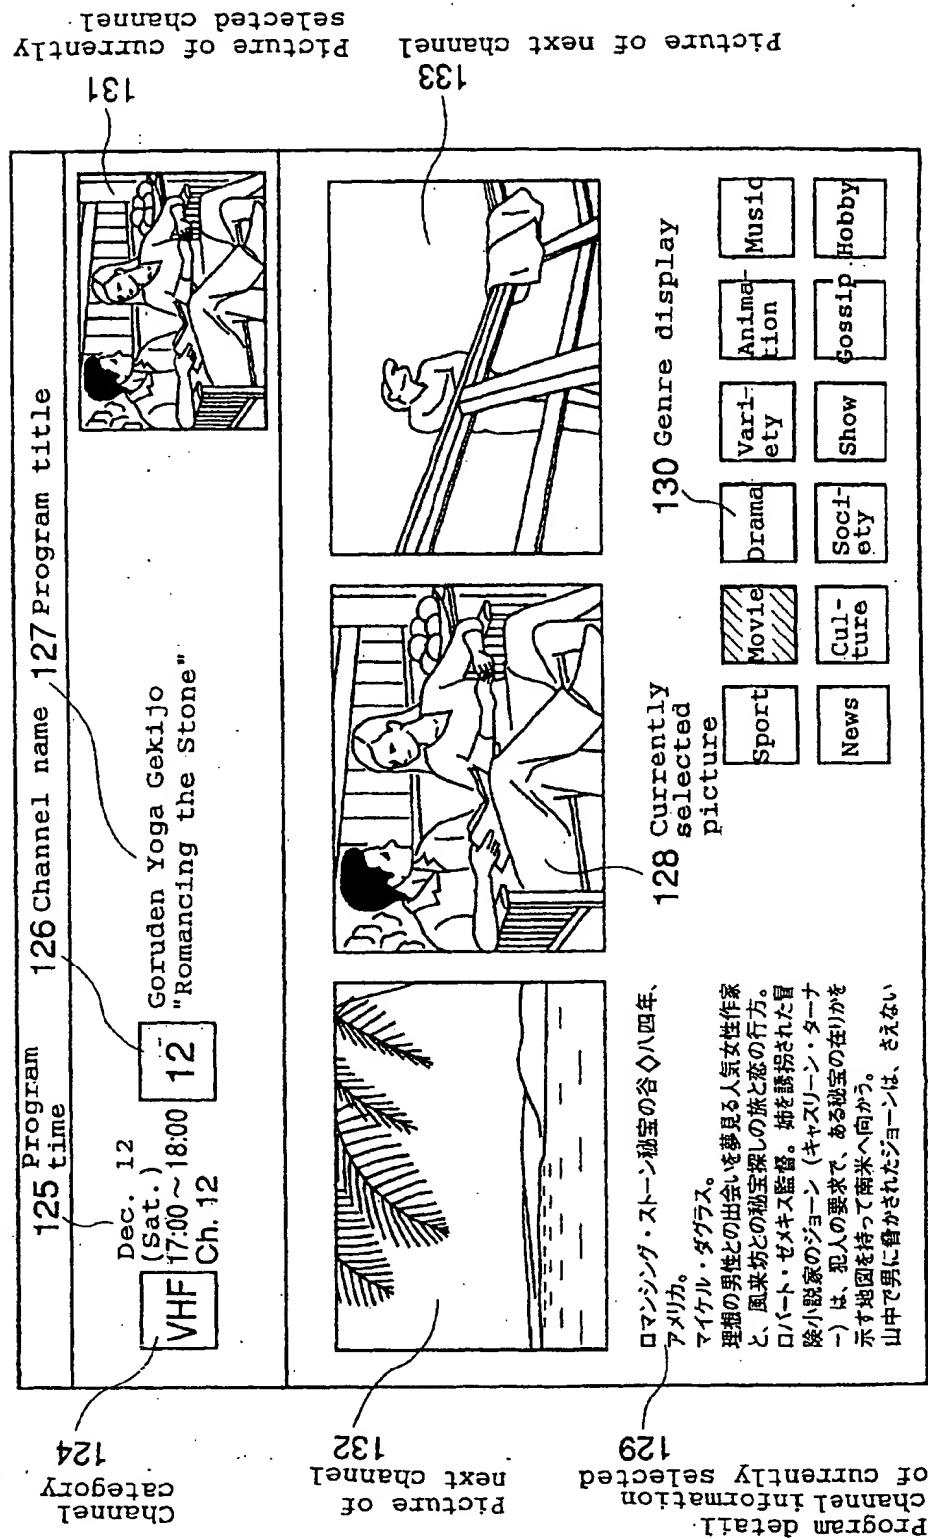 125 Program
time
126 Channel name
127 Program title
124
Channel
category
VHF
Dec. 12
(Sat.)
17:00～18:00
Ch. 12
12
Goruden Yoga Gekijo
"Romancing the Stone"
131
Picture of currently
selected channel
132
Picture of
next channel
133
Picture of next channel
128 Currently
selected
picture
129
Program detail
channel information
of currently selected
ロマンシング・ストーン秘宝の谷◇八四年、
アメリカ。
マイケル・ダグラス。
理想の男性との出会いを夢見る人気女性作家
と、風来坊との秘宝探しの旅と恋の行方。
ロバート・ゼメキス監督。姉を誘拐された冒
険小説家のジョーン（キャスリーン・ターナ
ー）は、犯人の要求で、ある秘宝の在りかを
示す地図を持って南米へ向かう。
山中で男に脅かされたジョーンは、さえない
130 Genre display
Sport
Movie
Drama
Vari-
ety
Anima-
tion
Music
News
Cul-
ture
Soci-
ety
Show
Gossip
Hobby